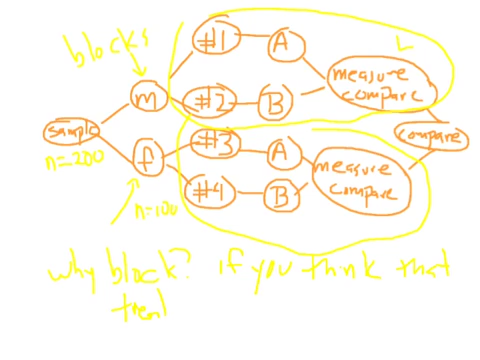 blocks
#1 A
m #2 B measure compare
sample compare
n=200 f #3 A
n=100 #4 B measure compare
why block? if you think that
treat